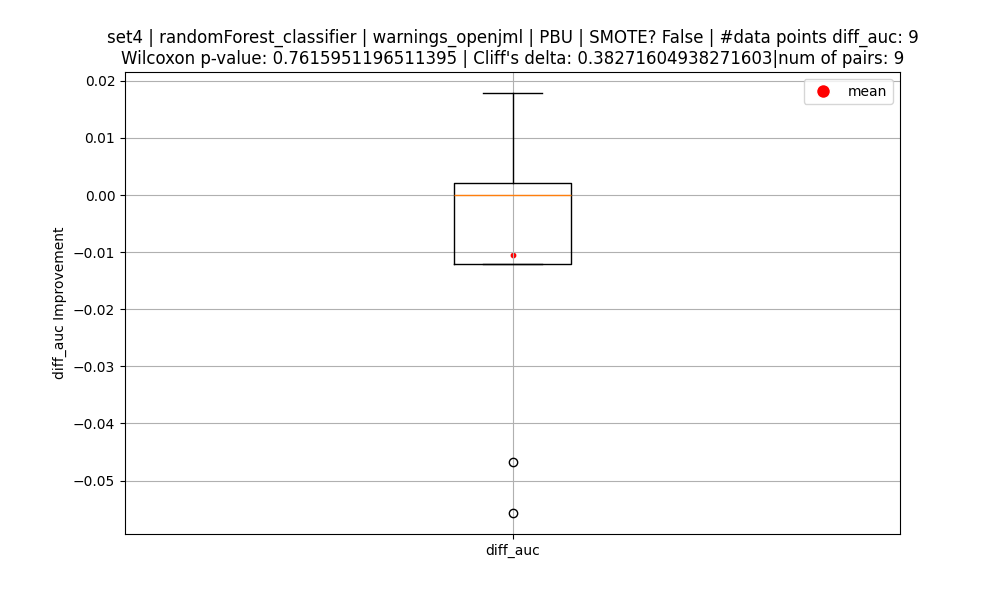 set4 | randomForest_classifier | warnings_openjml | PBU | SMOTE? False | #data points diff_auc: 9
Wilcoxon p-value: 0.7615951196511395 | Cliff's delta: 0.38271604938271603|num of pairs: 9
mean
0.02
0.01
0.00
−0.01
−0.02
−0.03
−0.04
−0.05
diff_auc Improvement
diff_auc